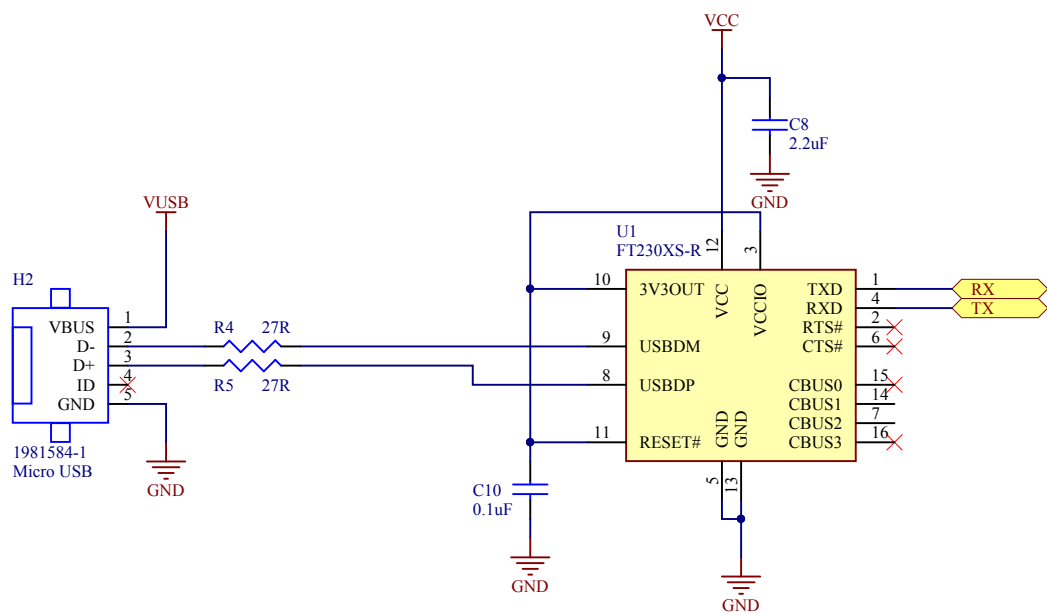 VCC
C8
2.2uF
GND
VUSB
U1
FT230XS-R
12
3
H2
10
3V3OUT
VCC
VCCIO
TXD
1
RX
RXD
4
TX
VBUS
1
RTS#
2
D-
2
R4
27R
9
USBDM
CTS#
6
D+
3
R5
27R
8
USBDP
CBUS0
15
ID
4
CBUS1
14
GND
5
CBUS2
7
11
RESET#
GND
GND
CBUS3
16
1981584-1
Micro USB
GND
C10
0.1uF
5
13
GND
GND